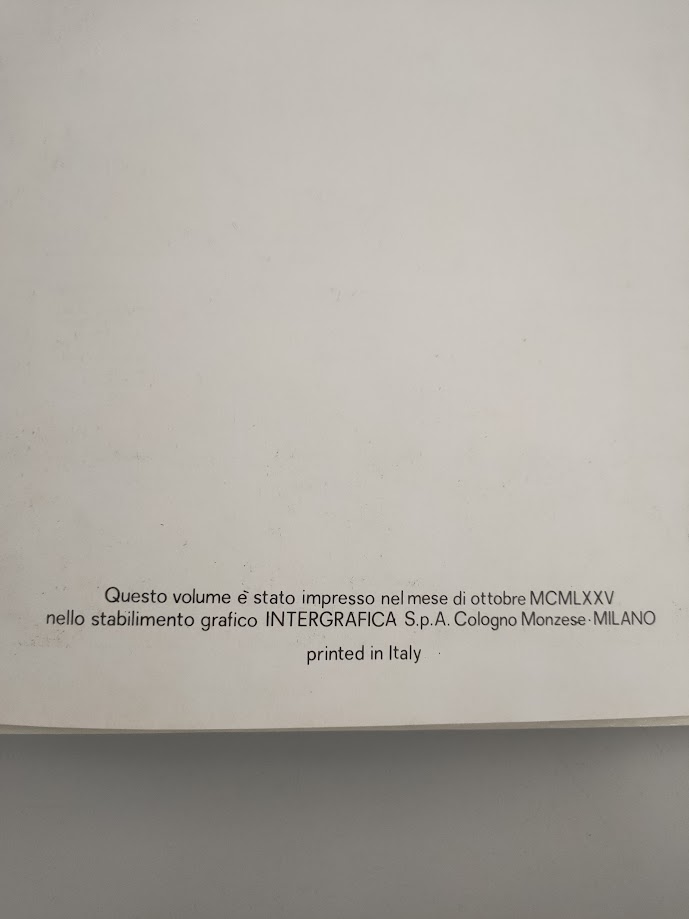 Questo volume è stato impresso nel mese di ottobre MCMLXXV
nello stabilimento grafico INTERGRAFICA S.p.A. Cologno Monzese·MILANO
printed in Italy